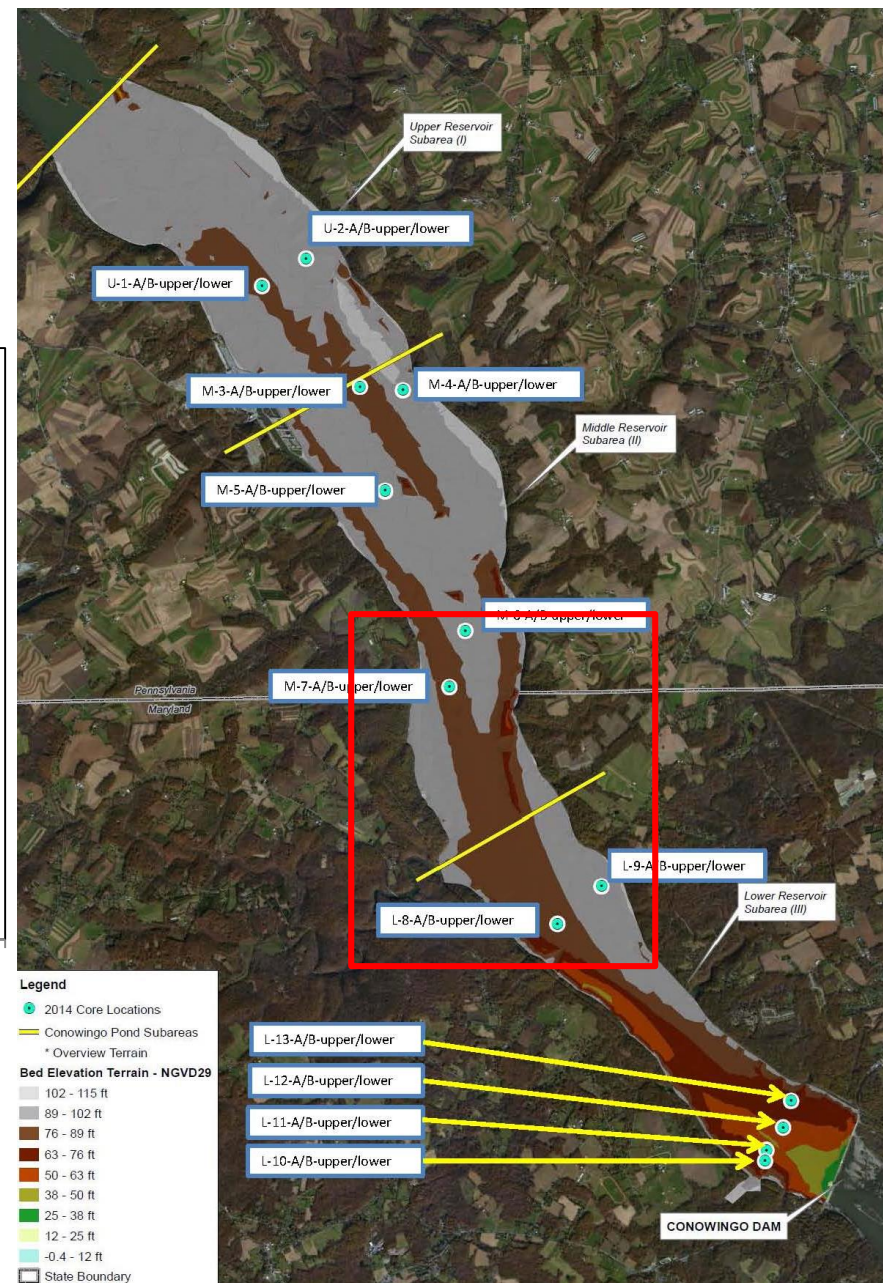 Upper Reservoir
Subarea (I)
U-2-A/B-upper/lower
U-1-A/B-upper/lower
M-3-A/B-upper/lower
M-4-A/B-upper/lower
Middle Reservoir
Subarea (II)
M-5-A/B-upper/lower
M-6-A/B-upper/lower
M-7-A/B-upper/lower
Pennsylvania
Maryland
L-9-A/B-upper/lower
Lower Reservoir
Subarea (III)
L-8-A/B-upper/lower
L-13-A/B-upper/lower
L-12-A/B-upper/lower
L-11-A/B-upper/lower
L-10-A/B-upper/lower
CONOWINGO DAM
Legend
2014 Core Locations
Conowingo Pond Subareas
* Overview Terrain
Bed Elevation Terrain - NGVD29
102 - 115 ft
89 - 102 ft
76 - 89 ft
63 - 76 ft
50 - 63 ft
38 - 50 ft
25 - 38 ft
12 - 25 ft
-0.4 - 12 ft
State Boundary